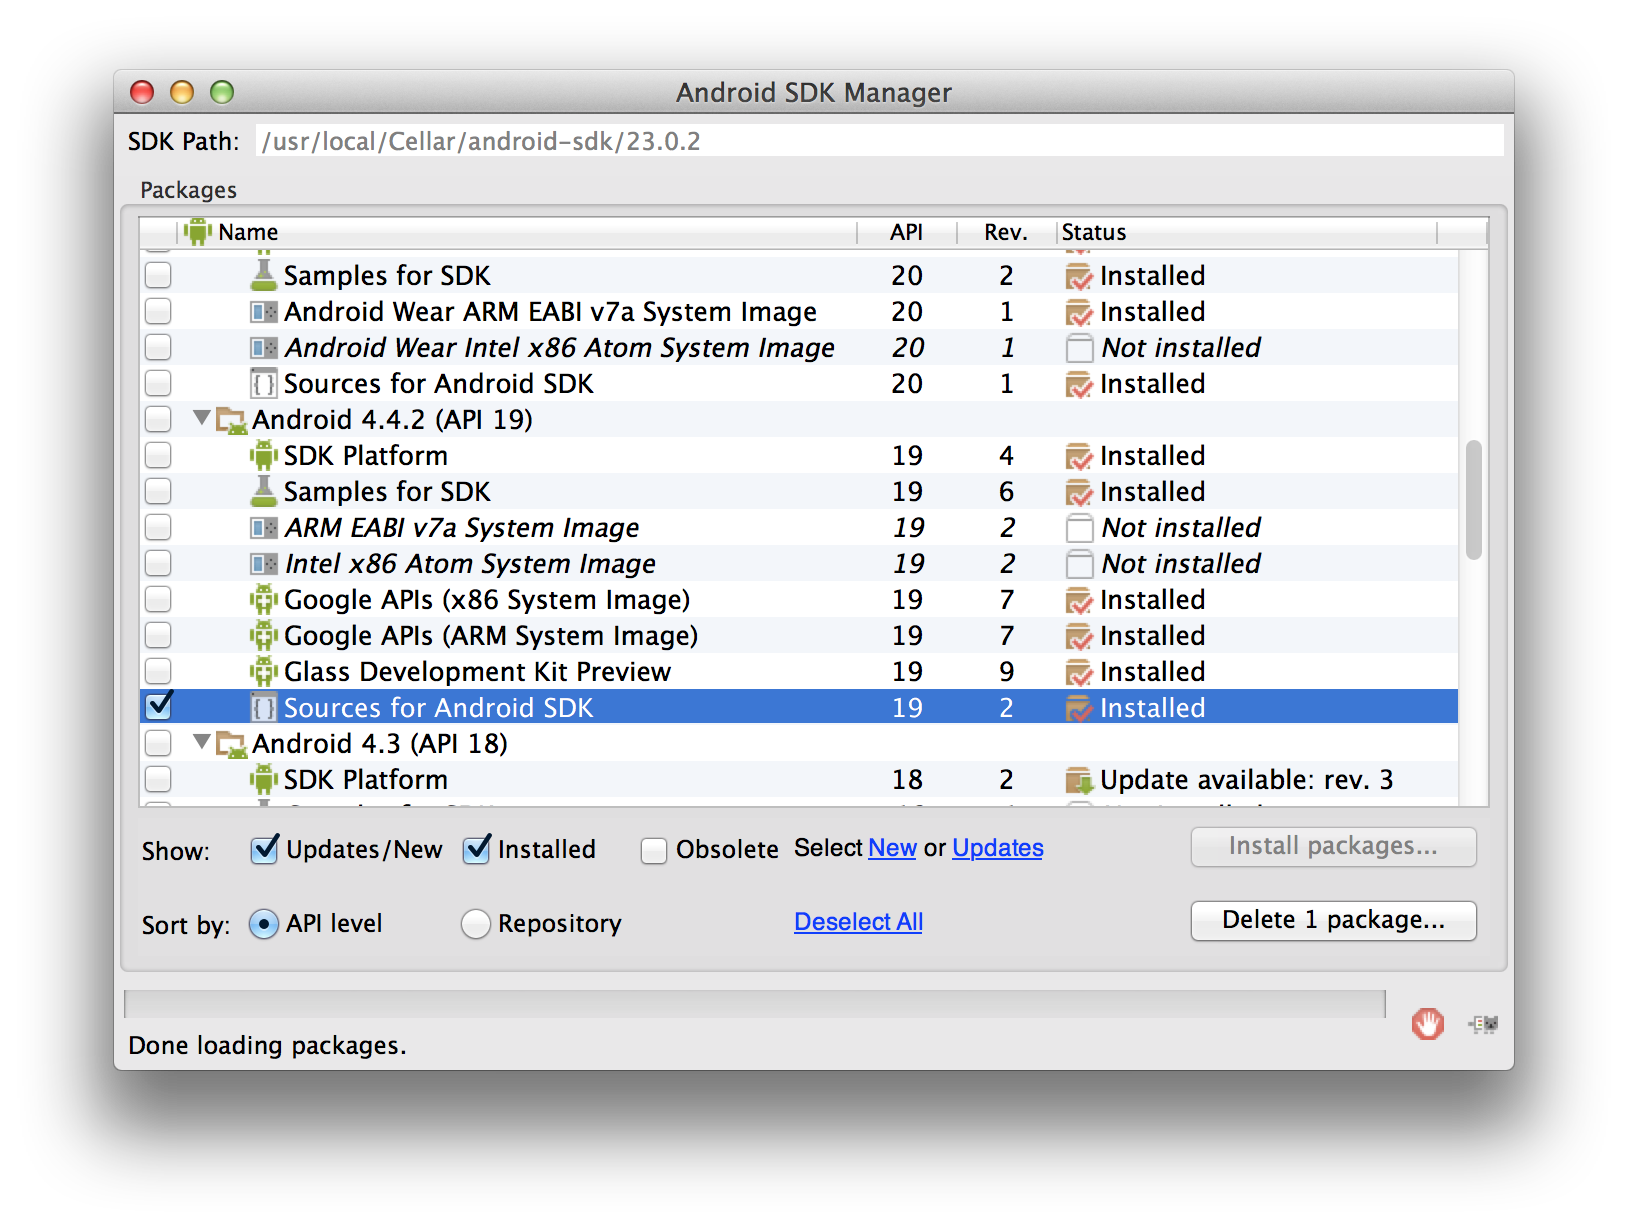 Android SDK Manager
SDK Path: /usr/local/Cellar/android-sdk/23.0.2
Packages
Name API Rev. Status
Samples for SDK 20 2 Installed
Android Wear ARM EABI v7a System Image 20 1 Installed
Android Wear Intel x86 Atom System Image 20 1 Not installed
Sources for Android SDK 20 1 Installed
Android 4.4.2 (API 19)
SDK Platform 19 4 Installed
Samples for SDK 19 6 Installed
ARM EABI v7a System Image 19 2 Not installed
Intel x86 Atom System Image 19 2 Not installed
Google APIs (x86 System Image) 19 7 Installed
Google APIs (ARM System Image) 19 7 Installed
Glass Development Kit Preview 19 9 Installed
Sources for Android SDK 19 2 Installed
Android 4.3 (API 18)
SDK Platform 18 2 Update available: rev. 3
Show: Updates/New Installed Obsolete Select New or Updates Install packages...
Sort by: API level Repository Deselect All Delete 1 package...
Done loading packages.